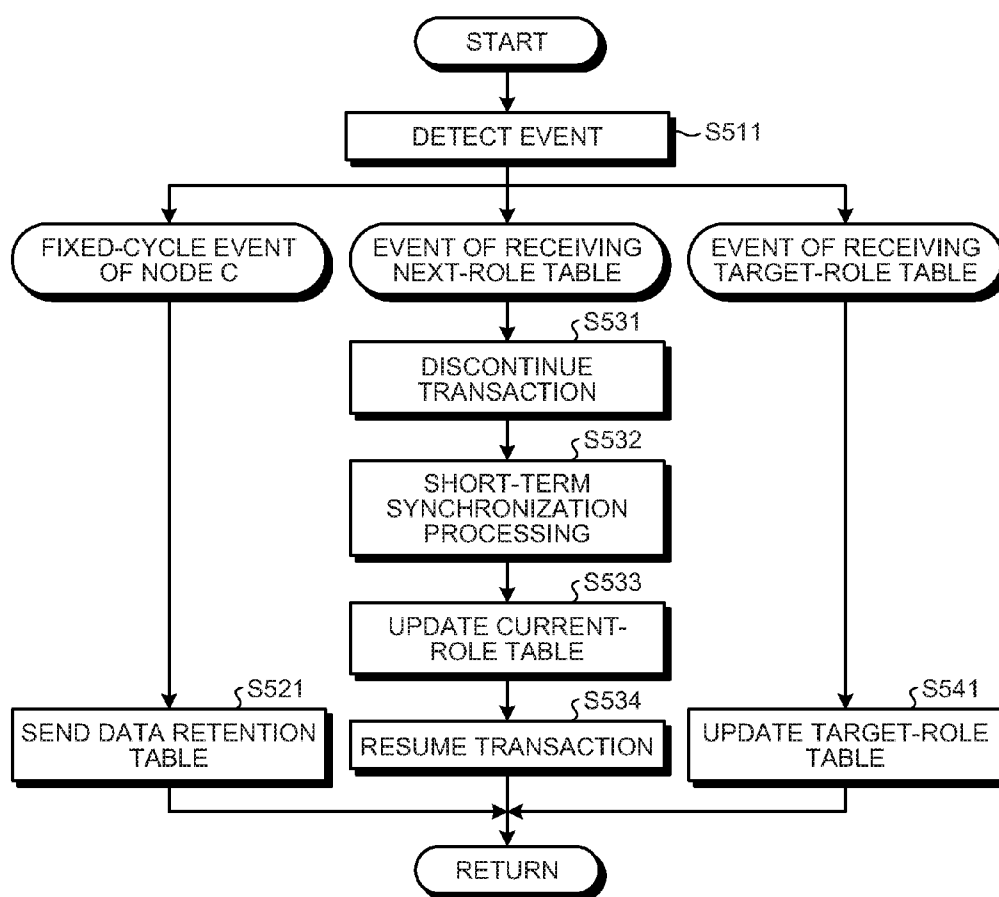 START
DETECT EVENT
S511
FIXED-CYCLE EVENT
OF NODE C
EVENT OF RECEIVING
NEXT-ROLE TABLE
EVENT OF RECEIVING
TARGET-ROLE TABLE
S531
DISCONTINUE
TRANSACTION
S532
SHORT-TERM
SYNCHRONIZATION
PROCESSING
S533
UPDATE CURRENT-
ROLE TABLE
S521
SEND DATA RETENTION
TABLE
S534
RESUME TRANSACTION
S541
UPDATE TARGET-ROLE
TABLE
RETURN